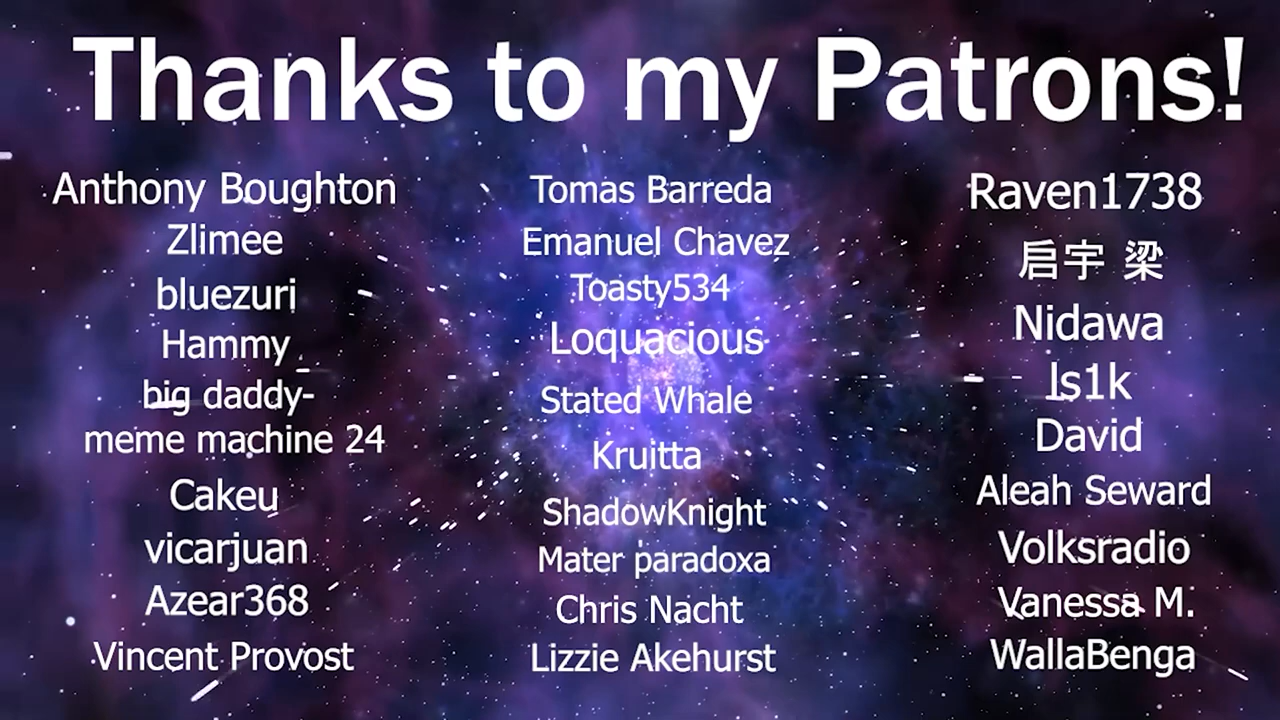 Thanks to my Patrons!
Anthony Boughton
Zlimee
bluezuri
Hammy
big daddy-
meme machine 24
Cakeu
vicarjuan
Azear368
Vincent Provost
Tomas Barreda
Emanuel Chavez
Toasty534
Loquacious
Stated Whale
Kruitta
ShadowKnight
Mater paradoxa
Chris Nacht
Lizzie Akehurst
Raven1738
启宇 梁
Nidawa
ls1k
David
Aleah Seward
Volksradio
Vanessa M.
WallaBenga